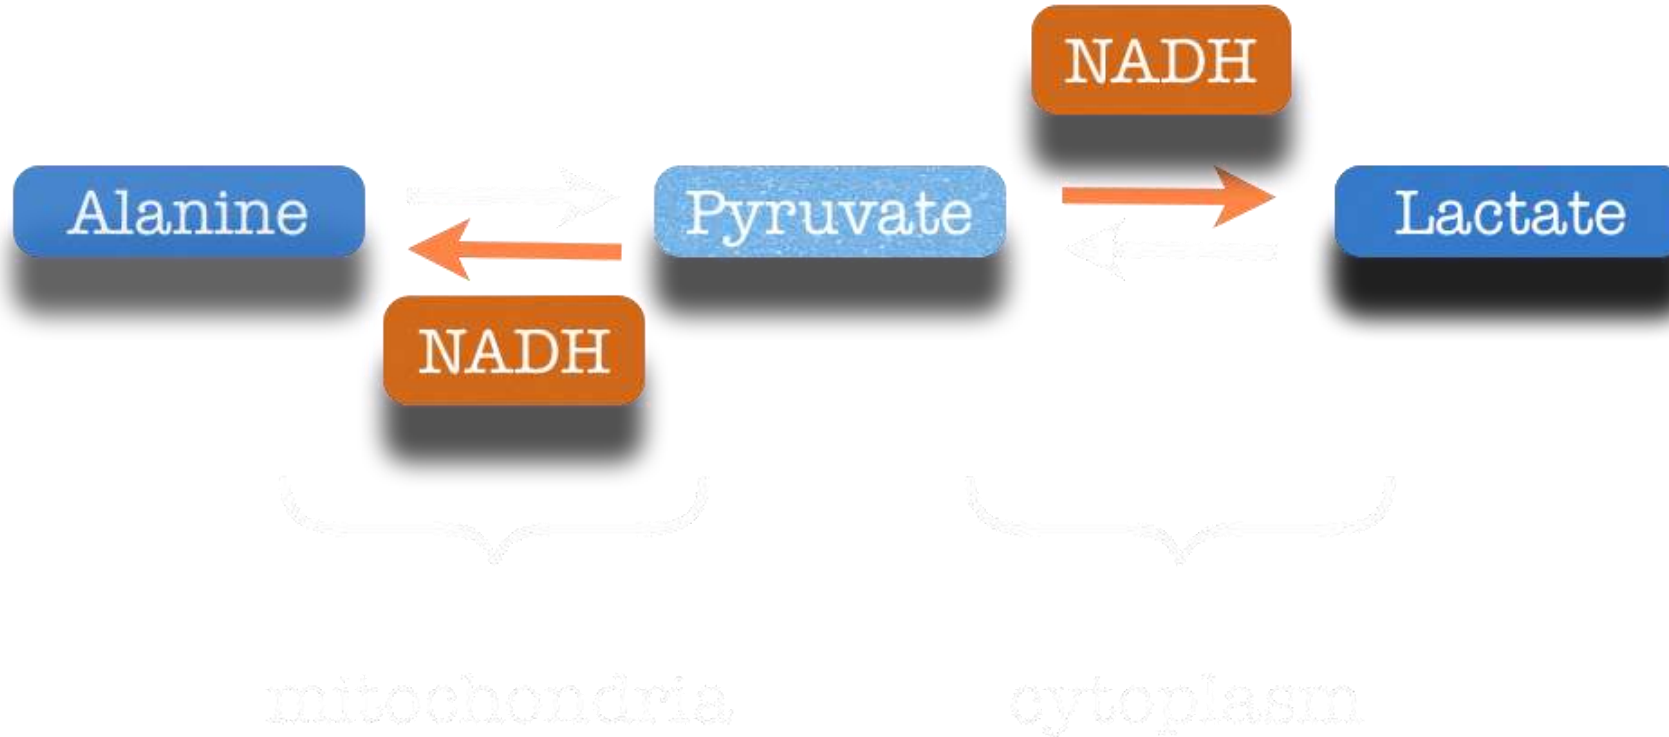 NADH
Alanine
Pyruvate
Lactate
NADH
mitochondria
cytoplasm